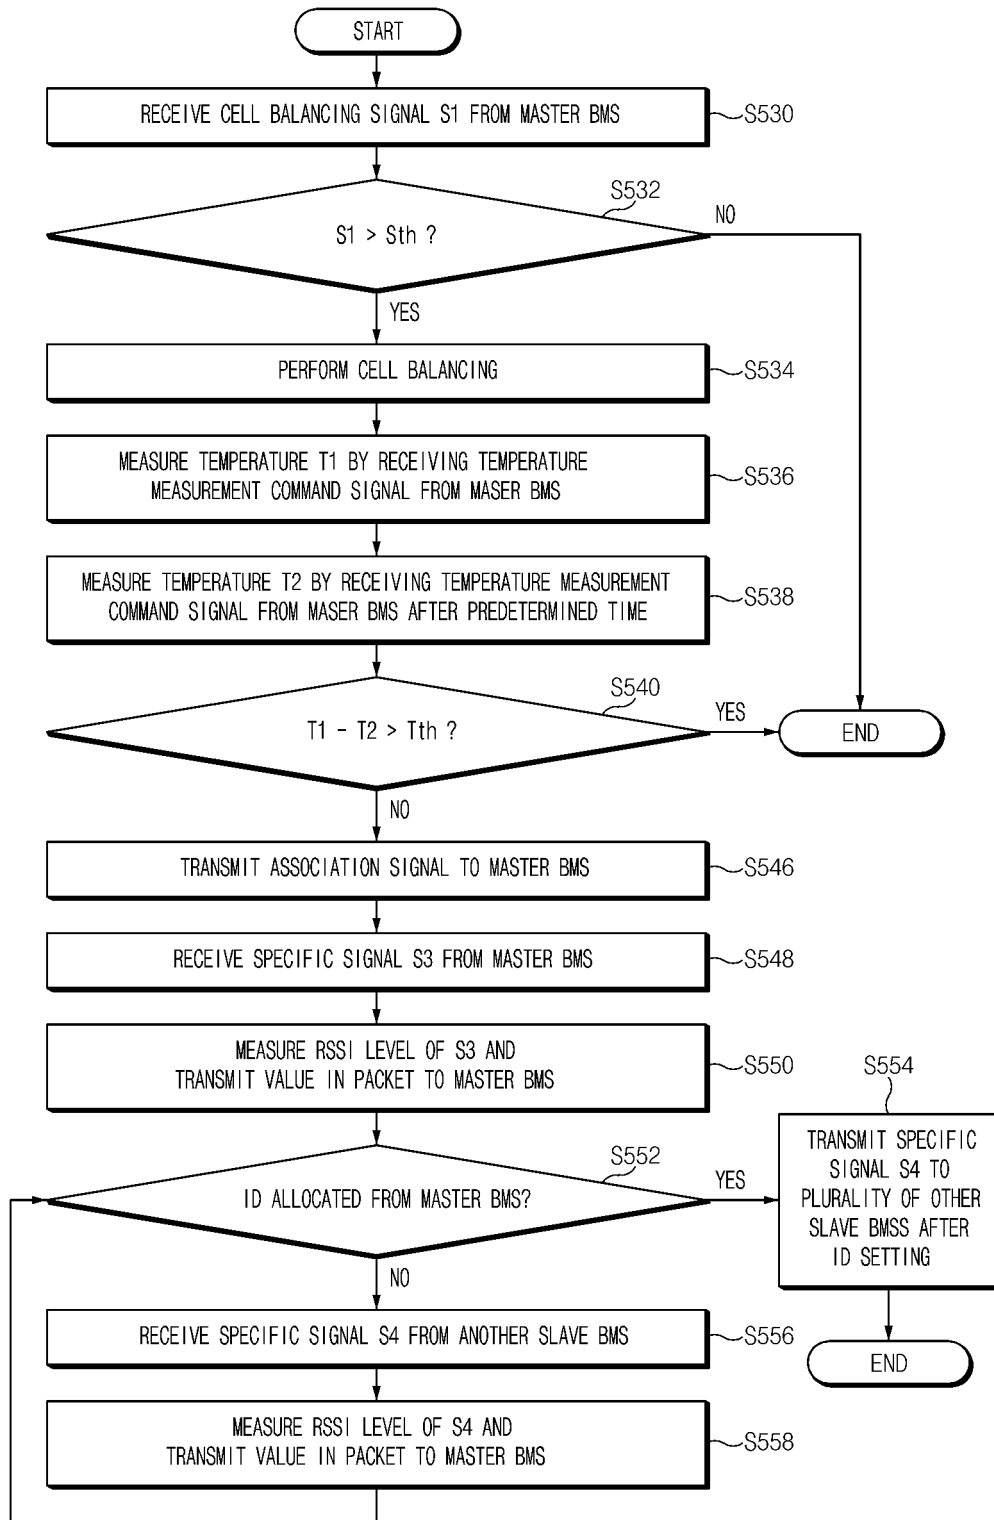 START
RECEIVE CELL BALANCING SIGNAL S1 FROM MASTER BMS
S530
S532
S1 > Sth ?
NO
YES
PERFORM CELL BALANCING
S534
MEASURE TEMPERATURE T1 BY RECEIVING TEMPERATURE
MEASUREMENT COMMAND SIGNAL FROM MASER BMS
S536
MEASURE TEMPERATURE T2 BY RECEIVING TEMPERATURE MEASUREMENT
COMMAND SIGNAL FROM MASER BMS AFTER PREDETERMINED TIME
S538
S540
T1 - T2 > Tth ?
YES
END
NO
TRANSMIT ASSOCIATION SIGNAL TO MASTER BMS
S546
RECEIVE SPECIFIC SIGNAL S3 FROM MASTER BMS
S548
MEASURE RSSI LEVEL OF S3 AND
TRANSMIT VALUE IN PACKET TO MASTER BMS
S550
S552
ID ALLOCATED FROM MASTER BMS?
YES
S554
TRANSMIT SPECIFIC
SIGNAL S4 TO
PLURALITY OF OTHER
SLAVE BMSS AFTER
ID SETTING
END
NO
RECEIVE SPECIFIC SIGNAL S4 FROM ANOTHER SLAVE BMS
S556
MEASURE RSSI LEVEL OF S4 AND
TRANSMIT VALUE IN PACKET TO MASTER BMS
S558